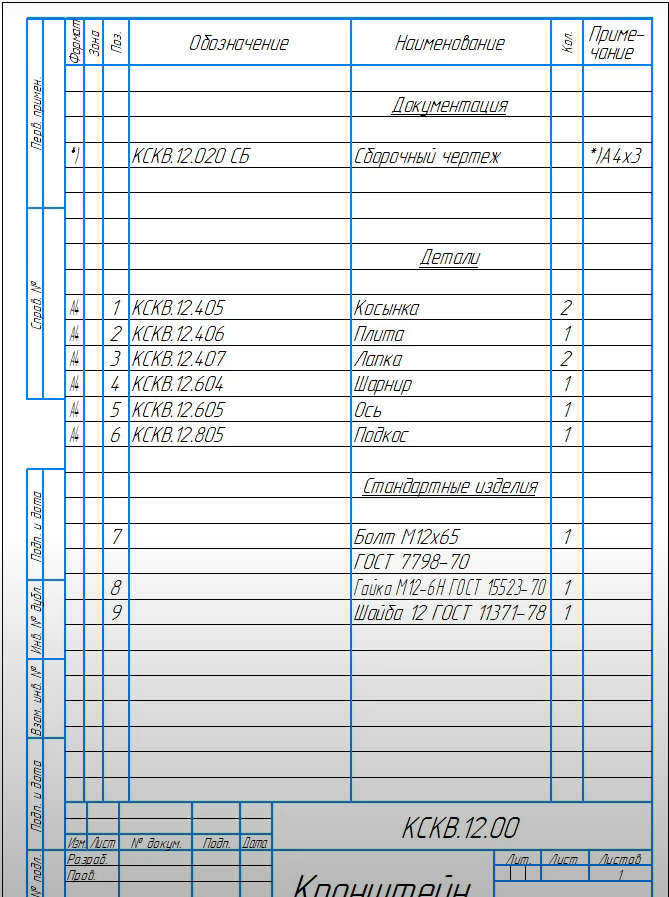 Формат Зона Поз. Обозначение Наименование Кол. Приме-
чание
Перв. примен.
Документация
*) КСКВ.12.020 СБ Сборочный чертеж *)А4х3
Справ. №
Детали
А4 1 КСКВ.12.405 Косынка 2
А4 2 КСКВ.12.406 Плита 1
А4 3 КСКВ.12.407 Лапка 2
А4 4 КСКВ.12.604 Шарнир 1
А4 5 КСКВ.12.605 Ось 1
А4 6 КСКВ.12.805 Подкос 1
Стандартные изделия
Подп. и дата
7 Болт М12х65 1
ГОСТ 7798-70
8 Гайка М12-6Н ГОСТ 15523-70 1
9 Шайба 12 ГОСТ 11371-78 1
Инв. № дубл.
Взам. инв. №
Подп. и дата
КСКВ.12.00
Изм. Лист № докум. Подп. Дата
Разраб. Лит. Лист Листов
Пров. 1
№ подл.
Кронштейн